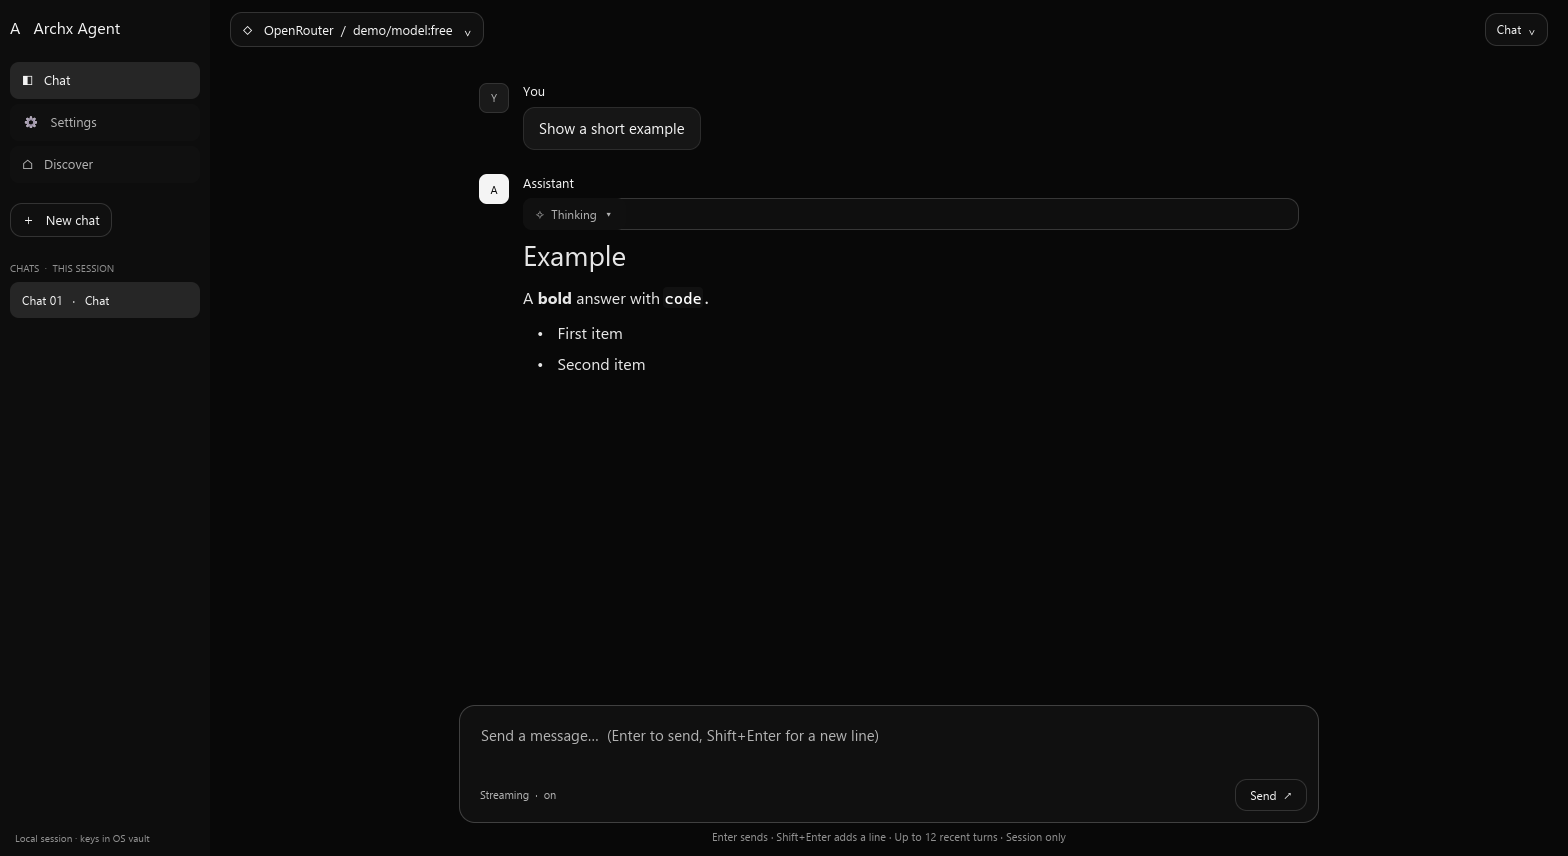 A Archx Agent
Chat
Settings
Discover
+ New chat
CHATS · THIS SESSION
Chat 01 · Chat
Local session · keys in OS vault
OpenRouter / demo/model:free
Chat
Y
You
Show a short example
A
Assistant
Thinking
Example
A bold answer with code.
• First item
• Second item
Send a message... (Enter to send, Shift+Enter for a new line)
Streaming · on
Send ↗
Enter sends · Shift+Enter adds a line · Up to 12 recent turns · Session only